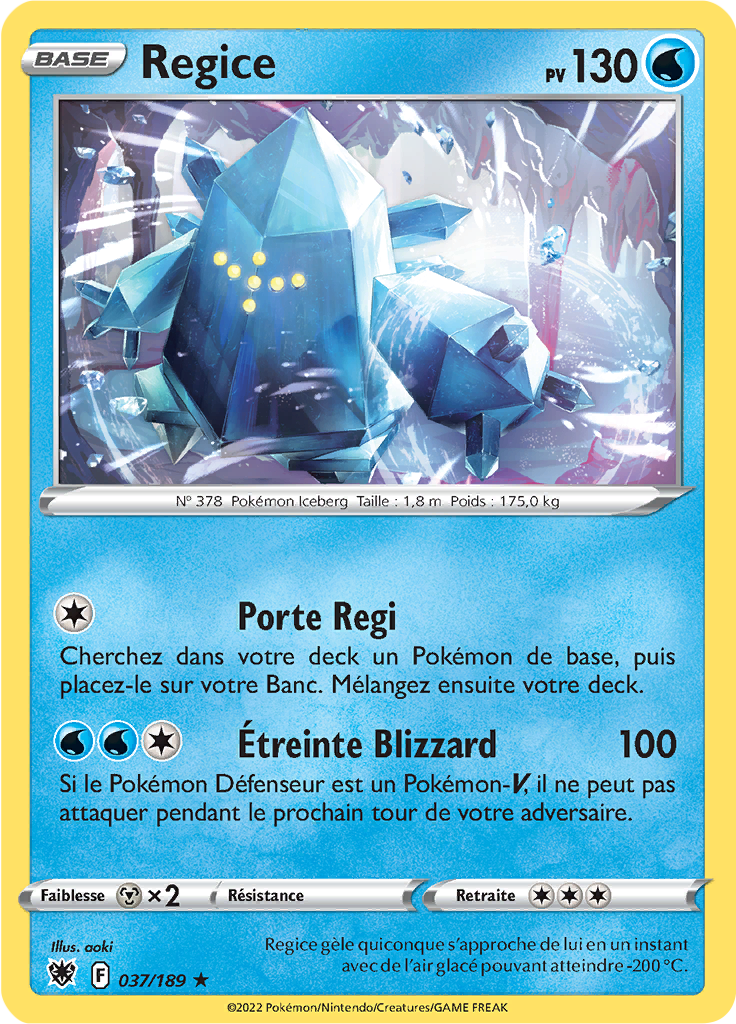 BASE Regice PV 130
N° 378 Pokémon Iceberg Taille : 1,8 m Poids : 175,0 kg
Porte Regi
Cherchez dans votre deck un Pokémon de base, puis
placez-le sur votre Banc. Mélangez ensuite votre deck.
Étreinte Blizzard 100
Si le Pokémon Défenseur est un Pokémon-V, il ne peut pas
attaquer pendant le prochain tour de votre adversaire.
Faiblesse ×2 Résistance Retraite
Illus. aoki
Regice gèle quiconque s’approche de lui en un instant
avec de l’air glacé pouvant atteindre -200 °C.
F 037/189 ★
©2022 Pokémon/Nintendo/Creatures/GAME FREAK